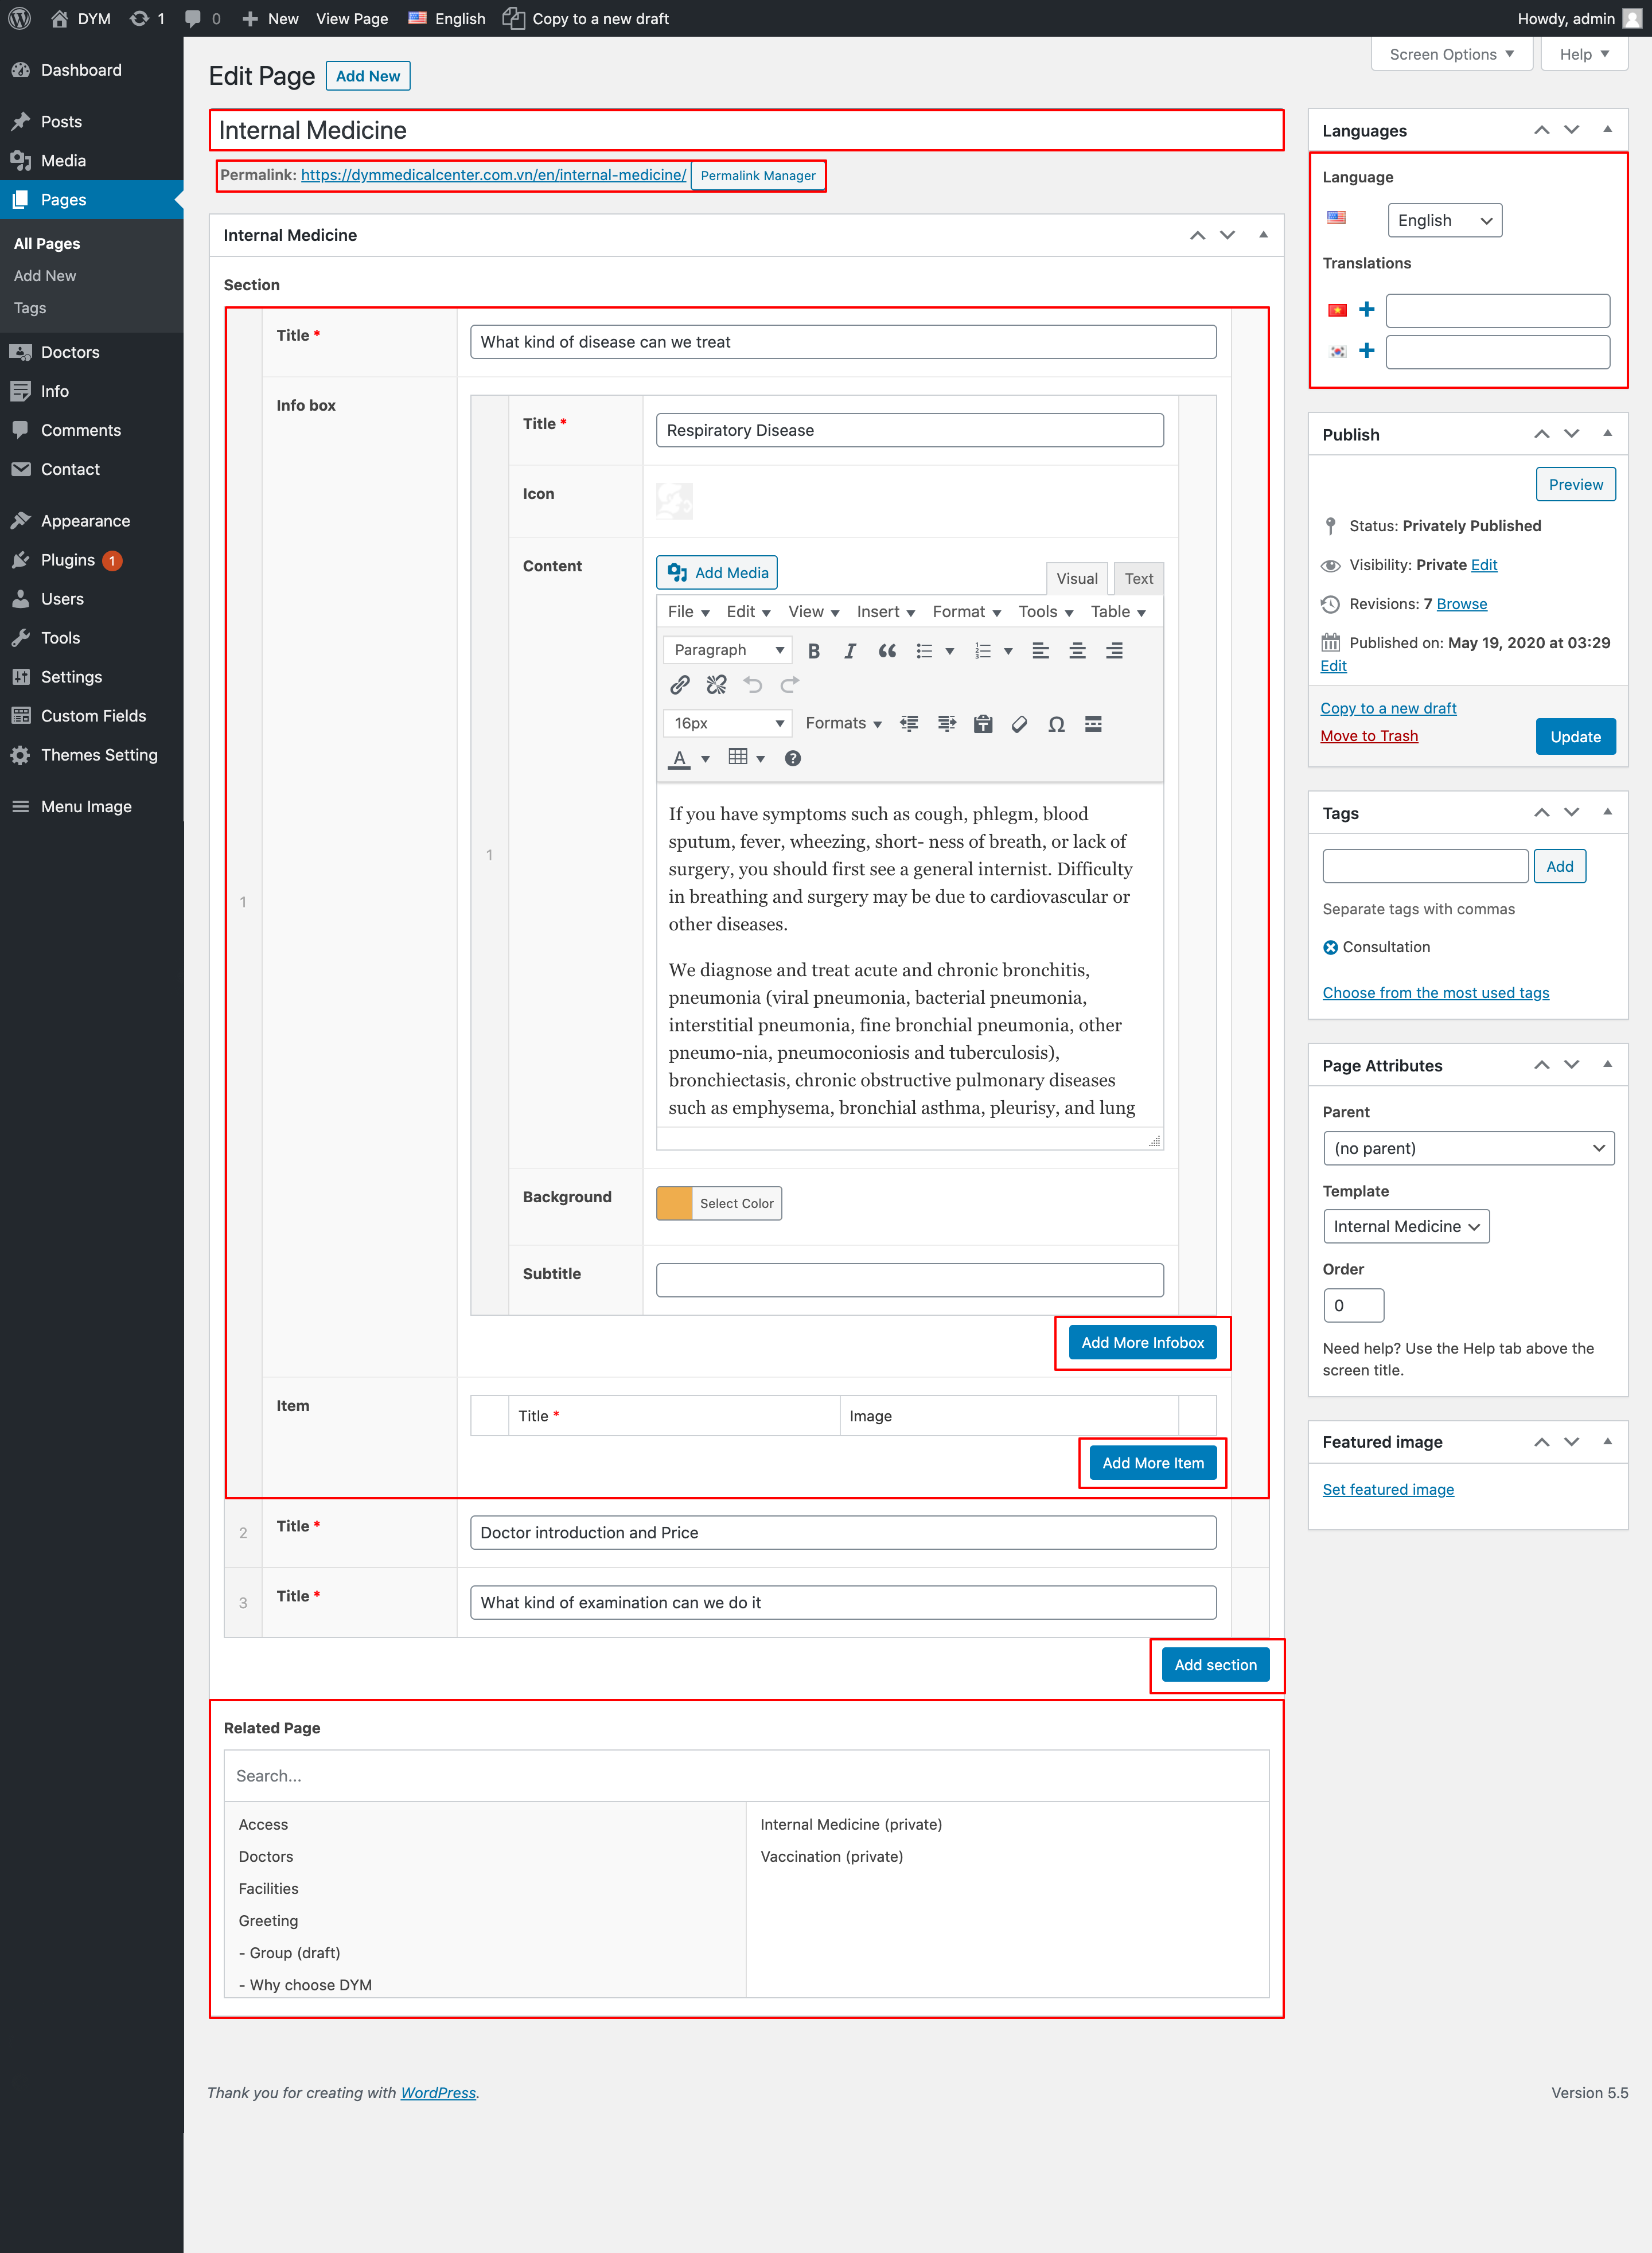 DYM 1 0 New View Page English Copy to a new draft Howdy, admin
Screen Options Help
Dashboard
Posts
Media
Pages
All Pages
Add New
Tags
Doctors
Info
Comments
Contact
Appearance
Plugins 1
Users
Tools
Settings
Custom Fields
Themes Setting
Menu Image
Edit Page Add New
Internal Medicine
Permalink: https://dymmedicalcenter.com.vn/en/internal-medicine/ Permalink Manager
Internal Medicine
Section
1
Title *
What kind of disease can we treat
Info box
1
Title *
Respiratory Disease
Icon
Content
Add Media
Visual Text
File Edit View Insert Format Tools Table
Paragraph
16px Formats
If you have symptoms such as cough, phlegm, blood
sputum, fever, wheezing, short- ness of breath, or lack of
surgery, you should first see a general internist. Difficulty
in breathing and surgery may be due to cardiovascular or
other diseases.
We diagnose and treat acute and chronic bronchitis,
pneumonia (viral pneumonia, bacterial pneumonia,
interstitial pneumonia, fine bronchial pneumonia, other
pneumo-nia, pneumoconiosis and tuberculosis),
bronchiectasis, chronic obstructive pulmonary diseases
such as emphysema, bronchial asthma, pleurisy, and lung
Background
Select Color
Subtitle
Add More Infobox
Item
Title * Image
Add More Item
2 Title * Doctor introduction and Price
3 Title * What kind of examination can we do it
Add section
Related Page
Search...
Access
Doctors
Facilities
Greeting
- Group (draft)
- Why choose DYM
Internal Medicine (private)
Vaccination (private)
Languages
Language
English
Translations
Publish
Preview
Status: Privately Published
Visibility: Private Edit
Revisions: 7 Browse
Published on: May 19, 2020 at 03:29
Edit
Copy to a new draft
Move to Trash
Update
Tags
Add
Separate tags with commas
Consultation
Choose from the most used tags
Page Attributes
Parent
(no parent)
Template
Internal Medicine
Order
0
Need help? Use the Help tab above the
screen title.
Featured image
Set featured image
Thank you for creating with WordPress.
Version 5.5